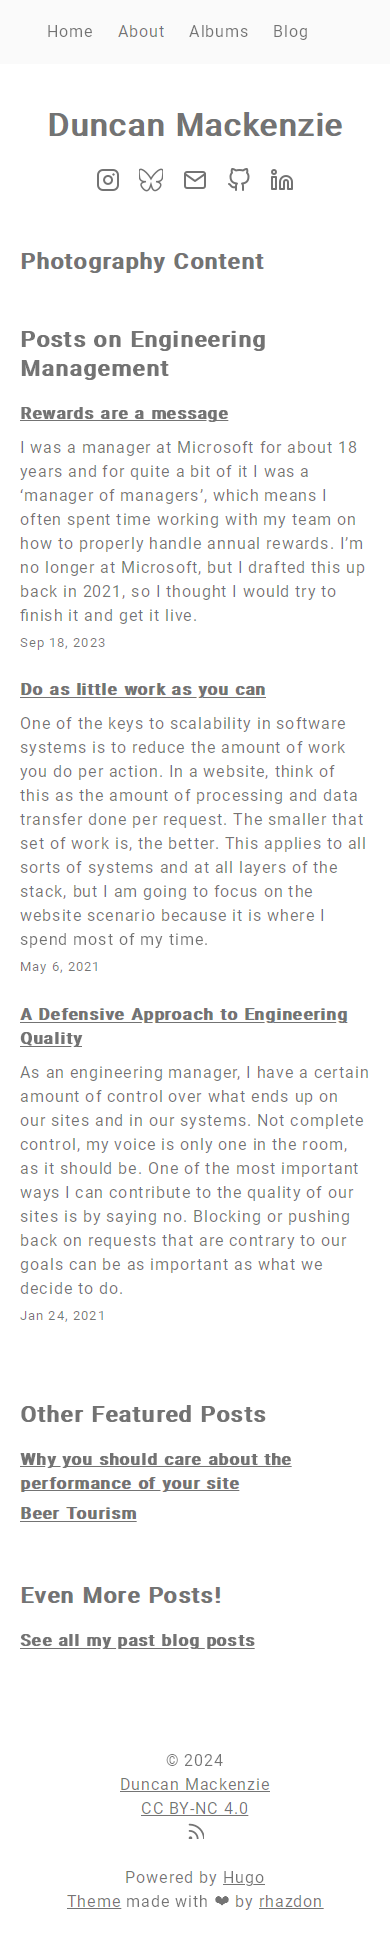 Home About Albums Blog
Duncan Mackenzie
Photography Content
Posts on Engineering
Management
Rewards are a message
I was a manager at Microsoft for about 18
years and for quite a bit of it I was a
‘manager of managers’, which means I
often spent time working with my team on
how to properly handle annual rewards. I’m
no longer at Microsoft, but I drafted this up
back in 2021, so I thought I would try to
finish it and get it live.
Sep 18, 2023
Do as little work as you can
One of the keys to scalability in software
systems is to reduce the amount of work
you do per action. In a website, think of
this as the amount of processing and data
transfer done per request. The smaller that
set of work is, the better. This applies to all
sorts of systems and at all layers of the
stack, but I am going to focus on the
website scenario because it is where I
spend most of my time.
May 6, 2021
A Defensive Approach to Engineering
Quality
As an engineering manager, I have a certain
amount of control over what ends up on
our sites and in our systems. Not complete
control, my voice is only one in the room,
as it should be. One of the most important
ways I can contribute to the quality of our
sites is by saying no. Blocking or pushing
back on requests that are contrary to our
goals can be as important as what we
decide to do.
Jan 24, 2021
Other Featured Posts
Why you should care about the
performance of your site
Beer Tourism
Even More Posts!
See all my past blog posts
© 2024
Duncan Mackenzie
CC BY-NC 4.0
Powered by Hugo
Theme made with ❤ by rhazdon